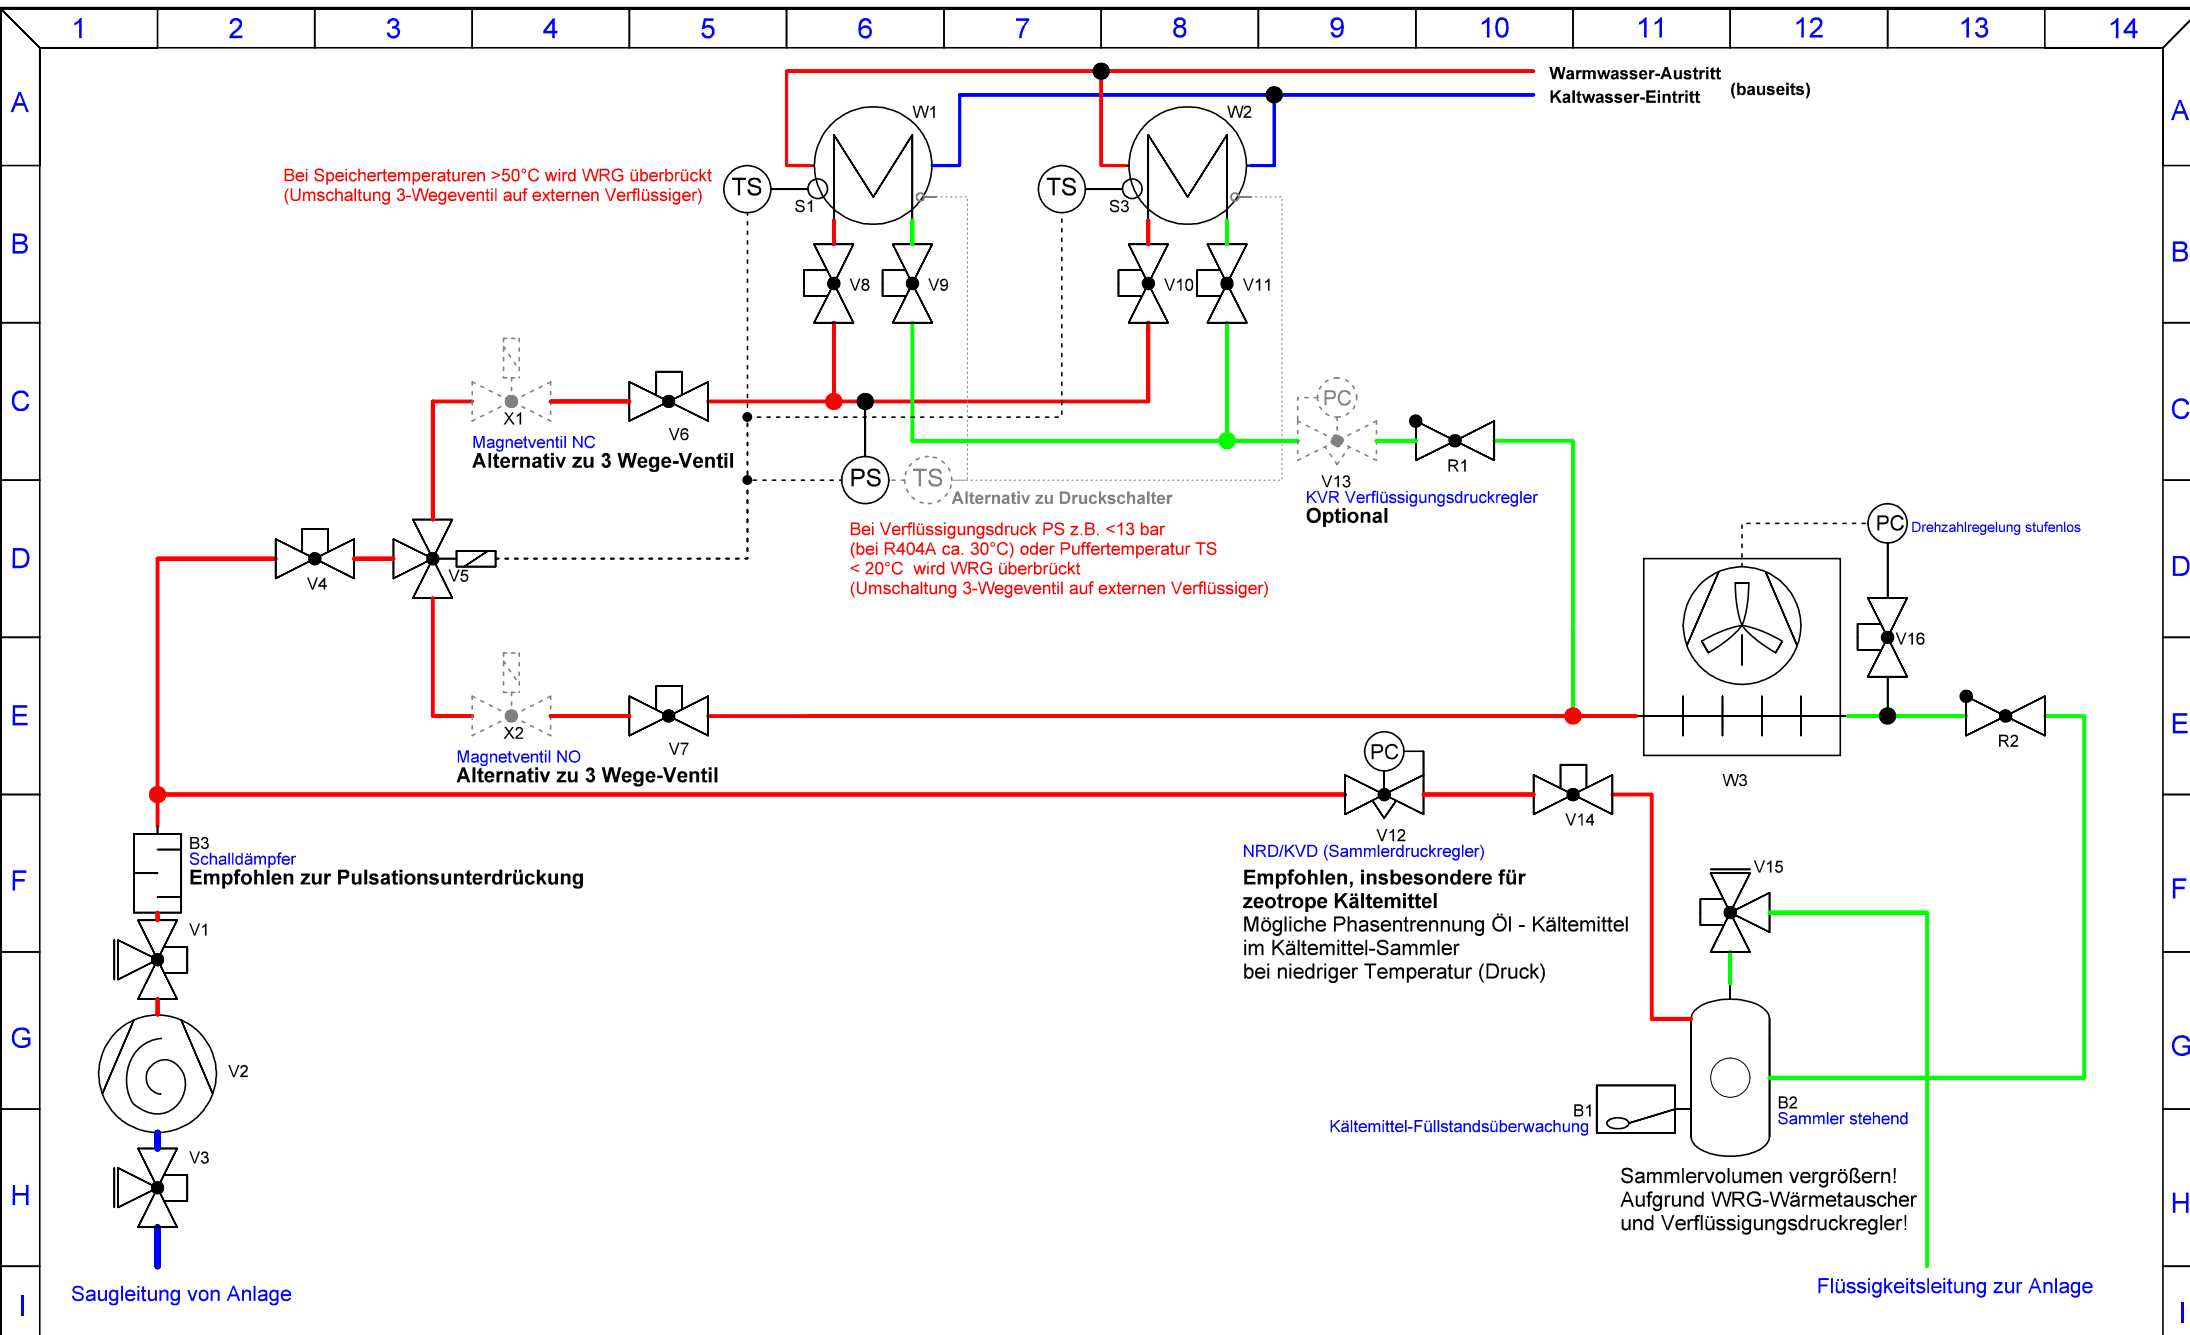 1 2 3 4 5 6 7 8 9 10 11 12 13 14
A
A
Warmwasser-Austritt
(bauseits)
Kaltwasser-Eintritt
W1
W2
Bei Speichertemperaturen >50°C wird WRG überbrückt
(Umschaltung 3-Wegeventil auf externen Verflüssiger)
TS
S1
TS
S3
B
B
V8
V9
V10
V11
C
C
X1
Magnetventil NC
Alternativ zu 3 Wege-Ventil
V6
PC
V13
KVR Verflüssigungsdruckregler
Optional
R1
PS
TS
Alternativ zu Druckschalter
Bei Verflüssigungsdruck PS z.B. <13 bar
(bei R404A ca. 30°C) oder Puffertemperatur TS
< 20°C wird WRG überbrückt
(Umschaltung 3-Wegeventil auf externen Verflüssiger)
PC
Drehzahlregelung stufenlos
D
D
V4
V5
V16
E
E
X2
Magnetventil NO
Alternativ zu 3 Wege-Ventil
V7
PC
R2
W3
V12
V14
NRD/KVD (Sammlerdruckregler)
Empfohlen, insbesondere für
zeotrope Kältemittel
Mögliche Phasentrennung Öl - Kältemittel
im Kältemittel-Sammler
bei niedriger Temperatur (Druck)
B3
Schalldämpfer
Empfohlen zur Pulsationsunterdrückung
F
F
V15
V1
G
G
V2
B1
Kältemittel-Füllstandsüberwachung
B2
Sammler stehend
V3
H
H
Sammlervolumen vergrößern!
Aufgrund WRG-Wärmetauscher
und Verflüssigungsdruckregler!
Saugleitung von Anlage
Flüssigkeitsleitung zur Anlage
I
I